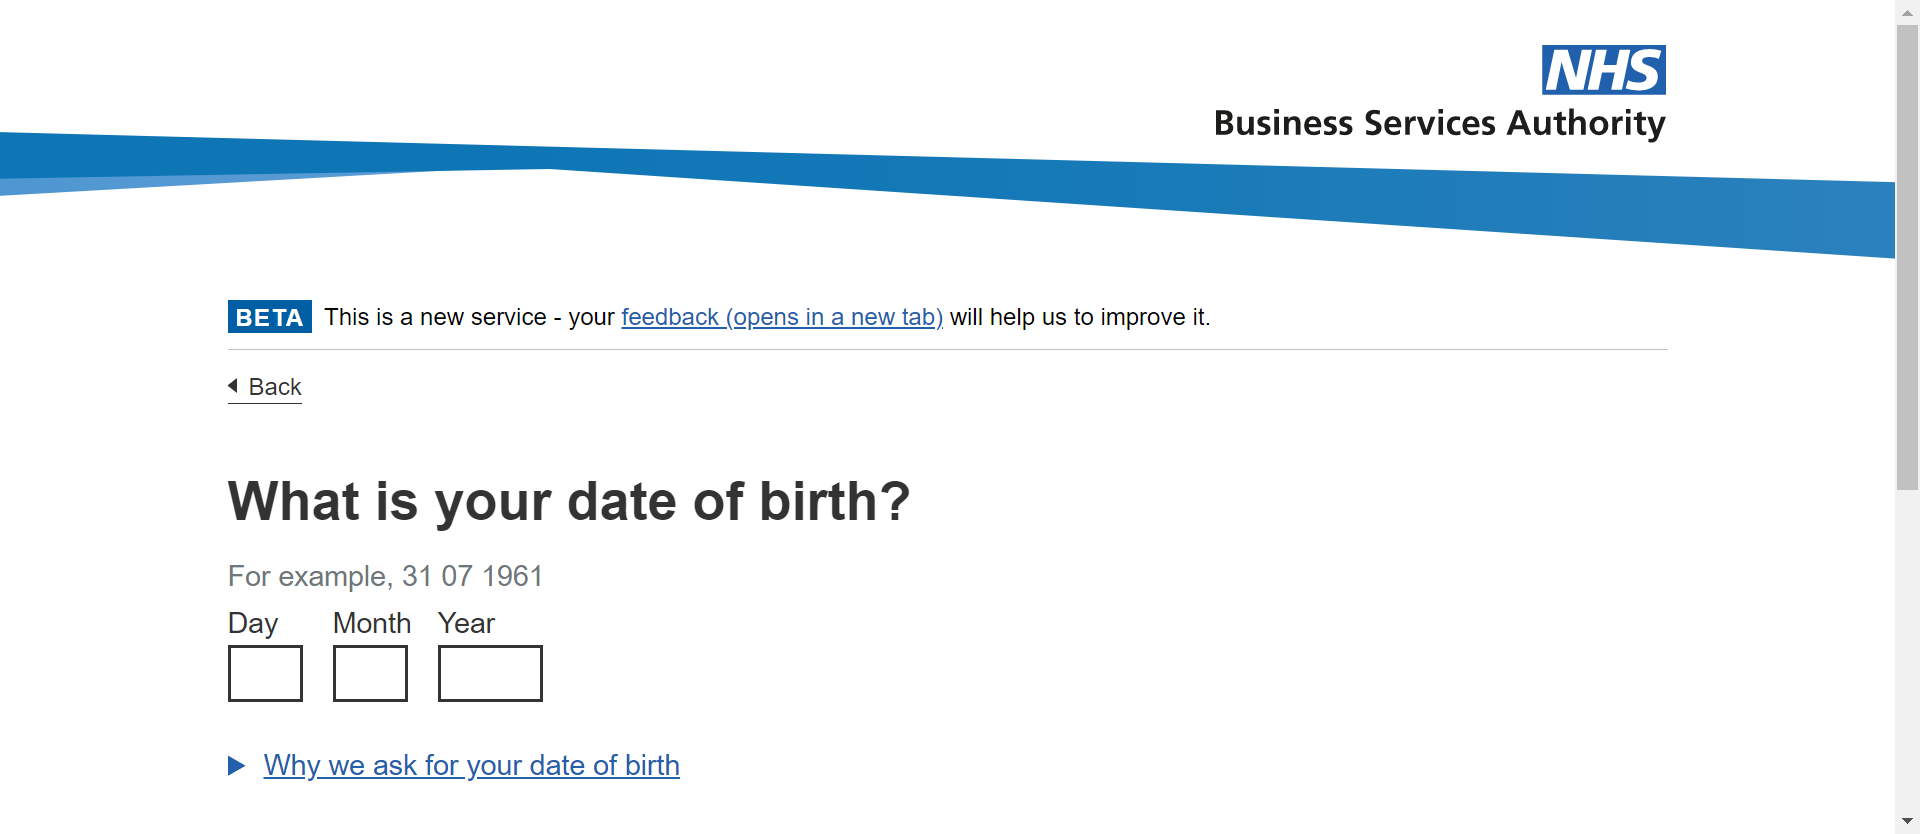 NHS
Business Services Authority
BETA This is a new service - your feedback (opens in a new tab) will help us to improve it.
Back
What is your date of birth?
For example, 31 07 1961
Day Month Year
Why we ask for your date of birth